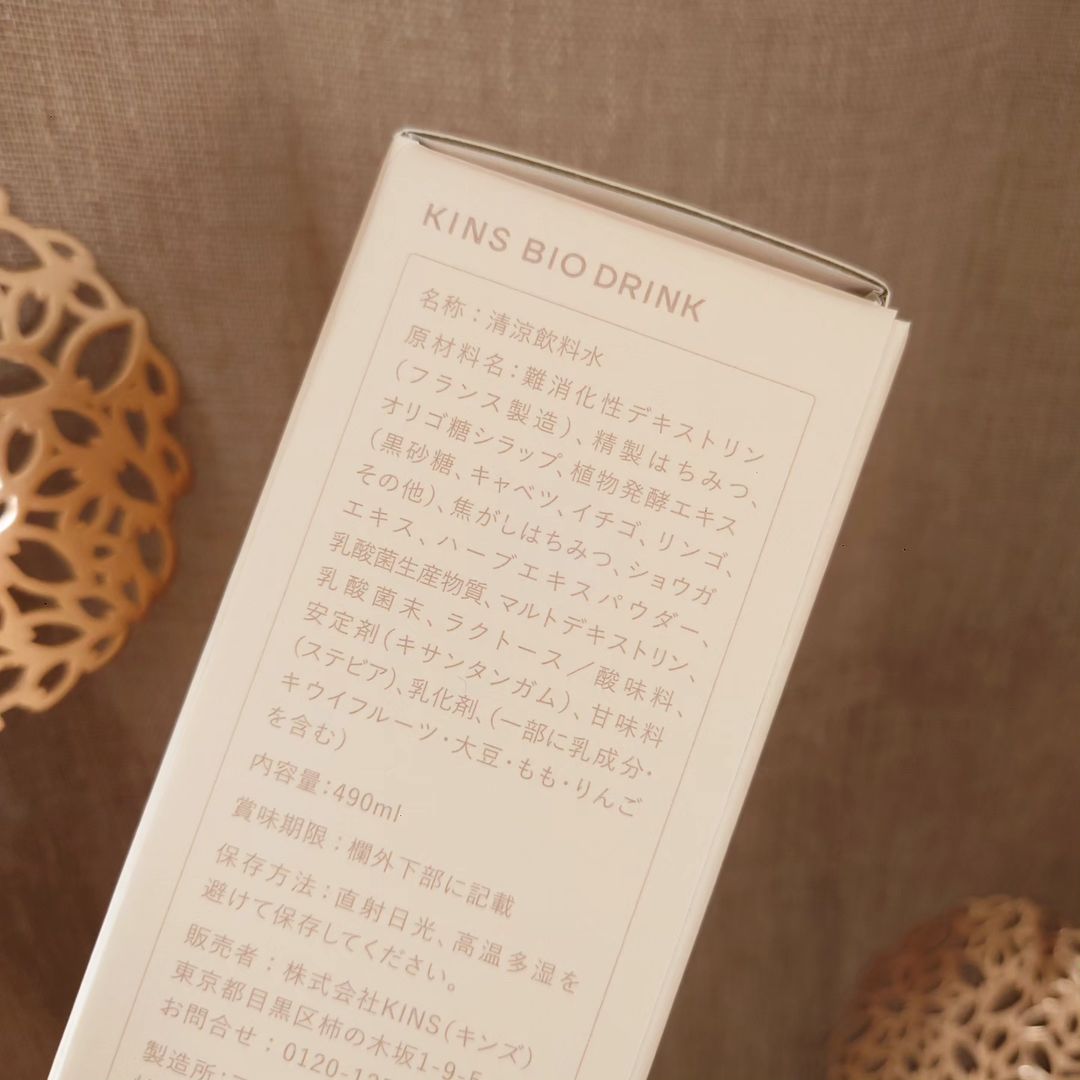 KINS BIO DRINK
名称：清涼飲料水
原材料名：難消化性デキストリン
（フランス製造）、精製はちみつ、
オリゴ糖シラップ、植物発酵エキス
（黒砂糖、キャベツ、イチゴ、リンゴ、
その他）、焦がしはちみつ、ショウガ
エキス、ハーブエキスパウダー、
乳酸菌生産物質、マルトデキストリン、
乳酸菌末、ラクトース／酸味料、
安定剤（キサンタンガム）、甘味料
（ステビア）、乳化剤、（一部に乳成分・
キウイフルーツ・大豆・もも・りんご
を含む）
内容量：490ml
賞味期限：欄外下部に記載
保存方法：直射日光、高温多湿を
避けて保存してください。
販売者：株式会社KINS（キンズ）
東京都目黒区柿の木坂1-9-5
お問合せ：0120-12
製造所：